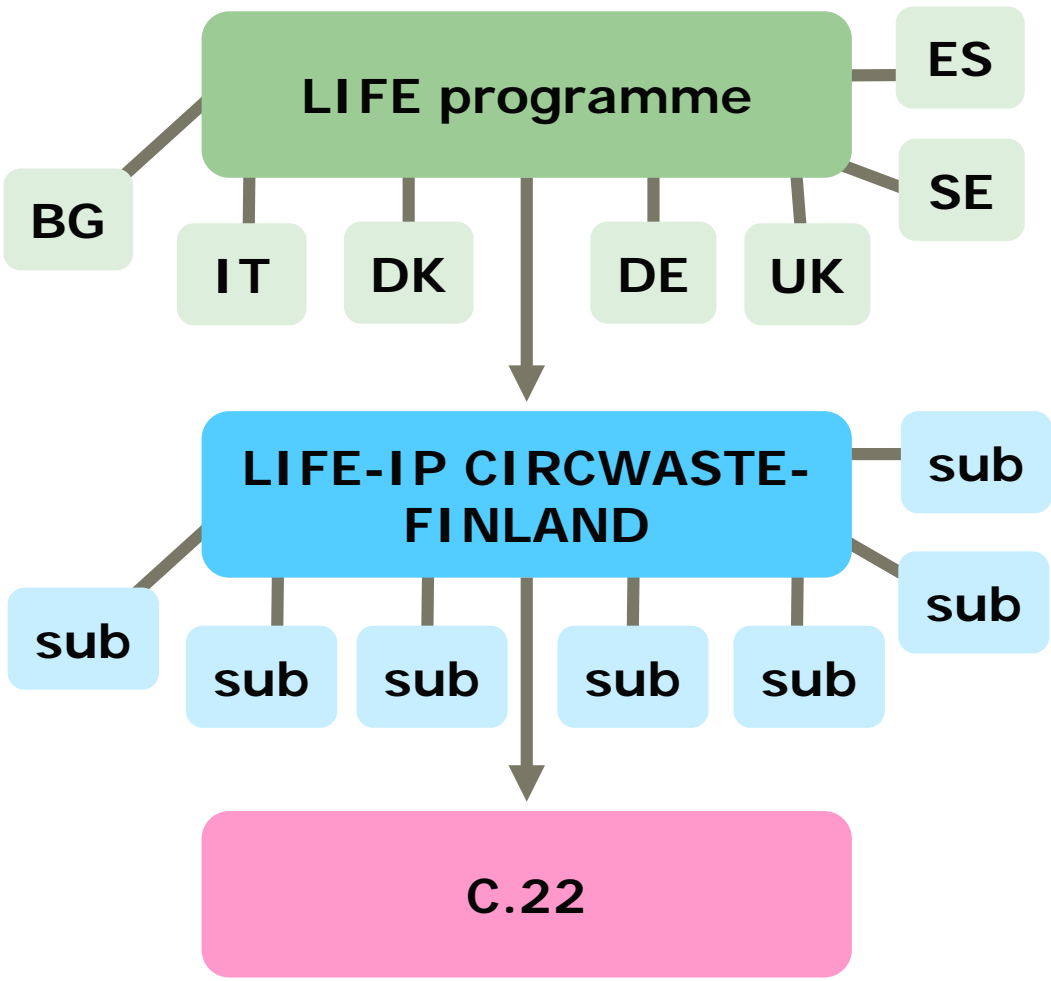 LIFE programme
ES
SE
BG
IT
DK
DE
UK
LIFE-IP CIRCWASTE-
FINLAND
sub
sub
sub
sub
sub
sub
sub
C.22